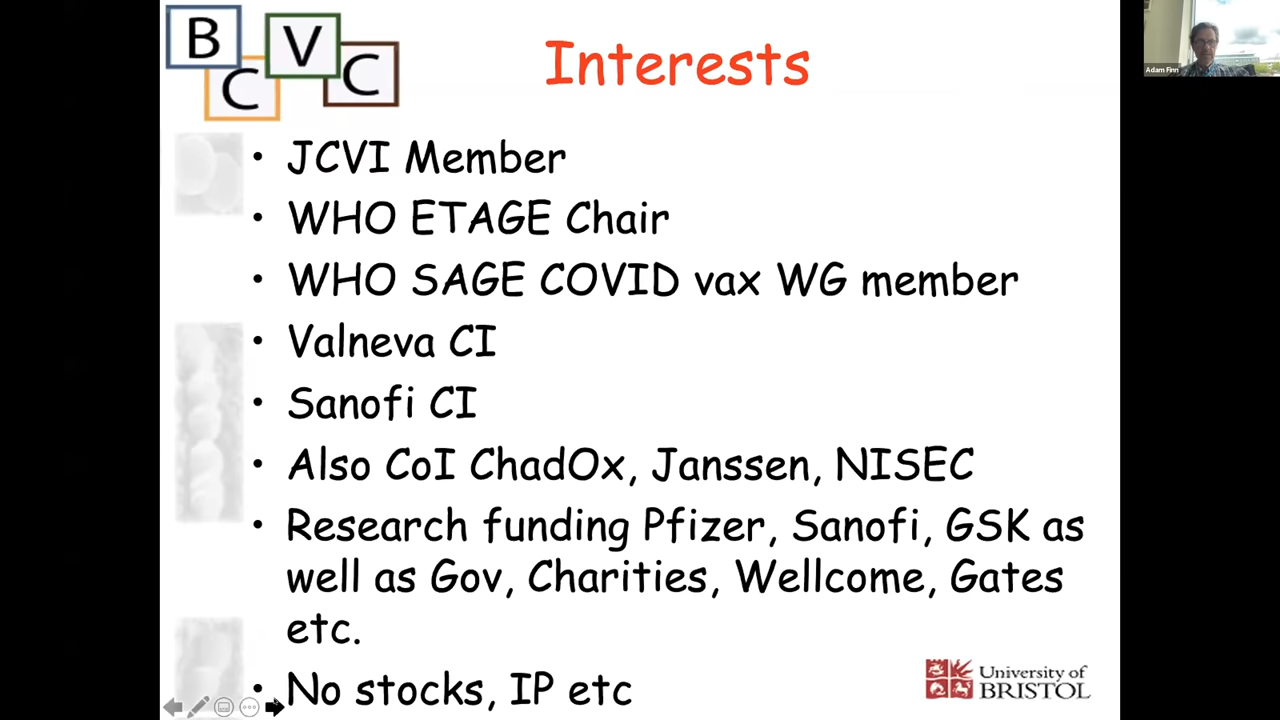 B
C
V
C
Interests
Adam Finn
• JCVI Member
• WHO ETAGE Chair
• WHO SAGE COVID vax WG member
• Valneva CI
• Sanofi CI
• Also CoI ChadOx, Janssen, NISEC
• Research funding Pfizer, Sanofi, GSK as
well as Gov, Charities, Wellcome, Gates
etc.
• No stocks, IP etc
University of
BRISTOL